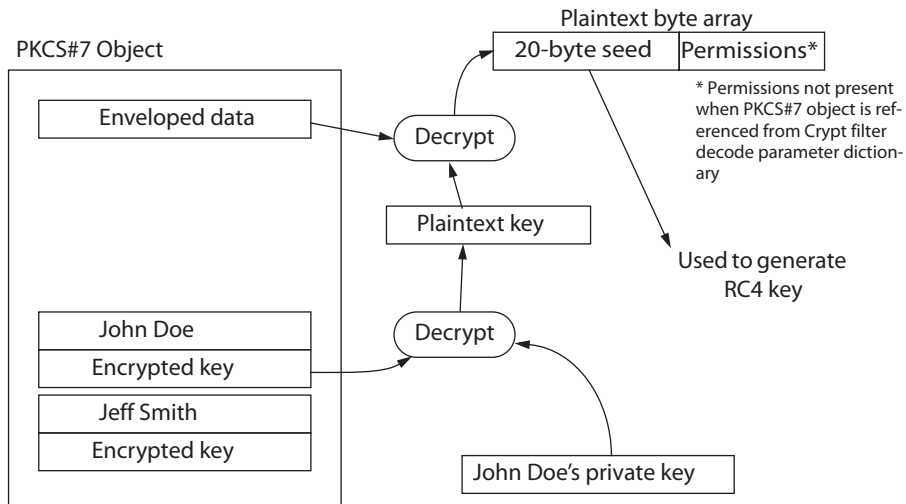 Plaintext byte array
PKCS#7 Object
20-byte seed
Permissions*
* Permissions not present
when PKCS#7 object is ref-
erenced from Crypt filter
decode parameter diction-
ary
Enveloped data
Decrypt
Plaintext key
Used to generate
RC4 key
John Doe
Encrypted key
Decrypt
Jeff Smith
Encrypted key
John Doe's private key